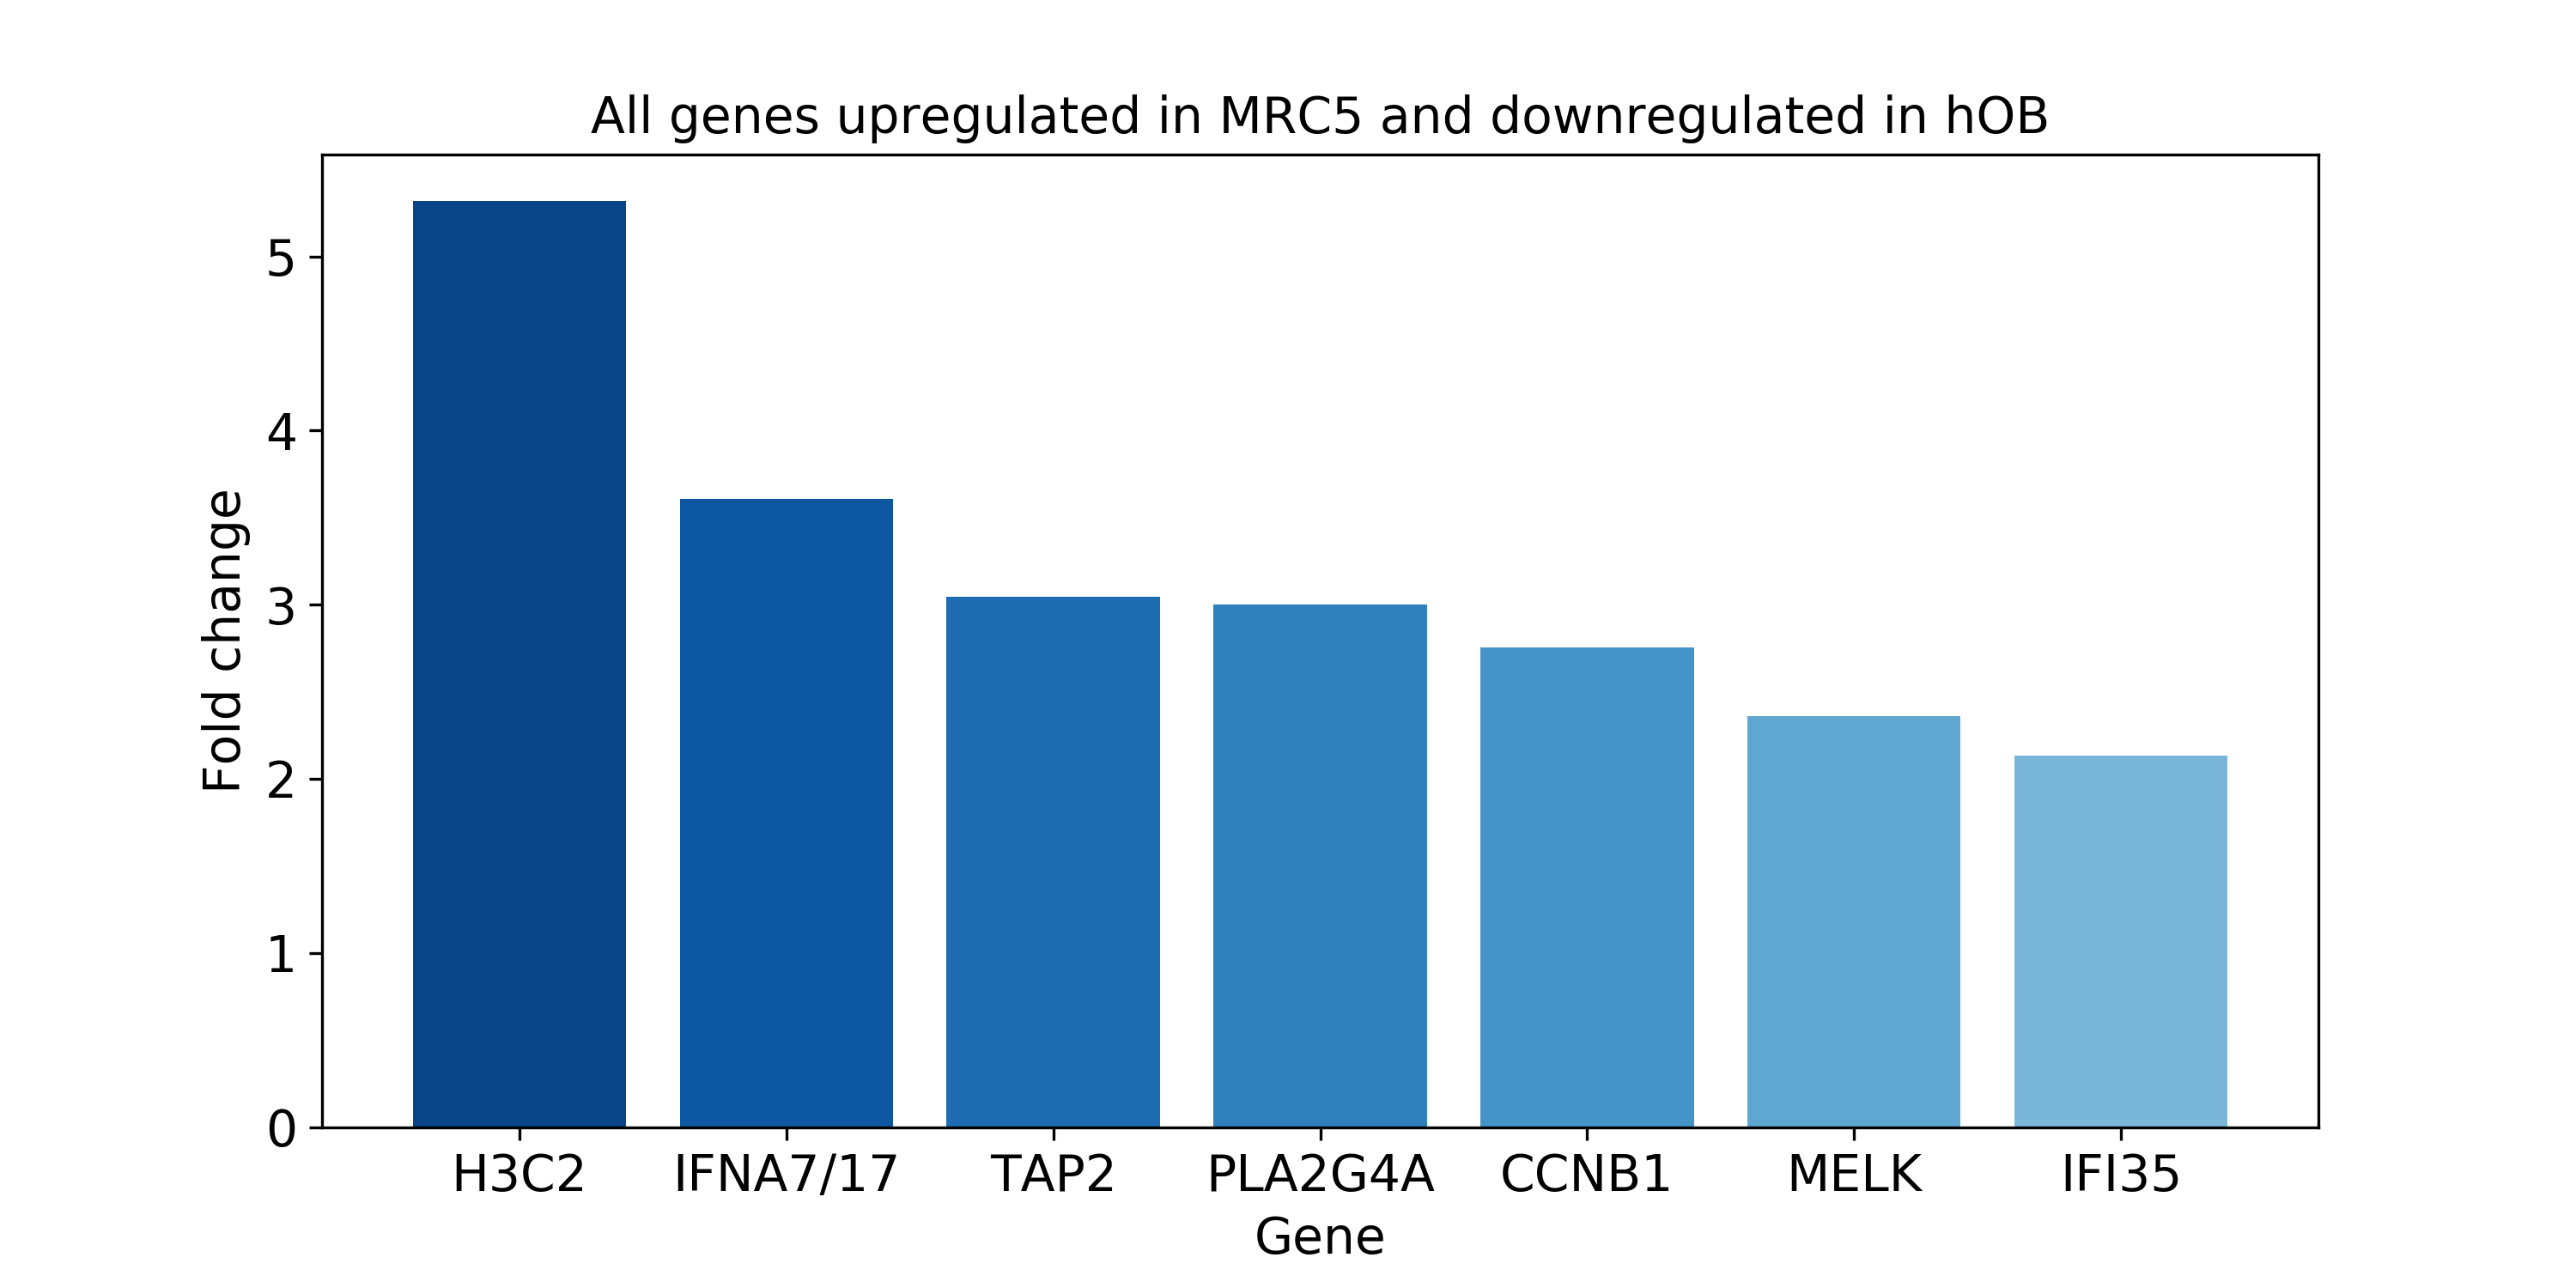 All genes upregulated in MRC5 and downregulated in hOB
Fold change
5
4
3
2
1
0
H3C2 IFNA7/17 TAP2 PLA2G4A CCNB1 MELK IFI35
Gene